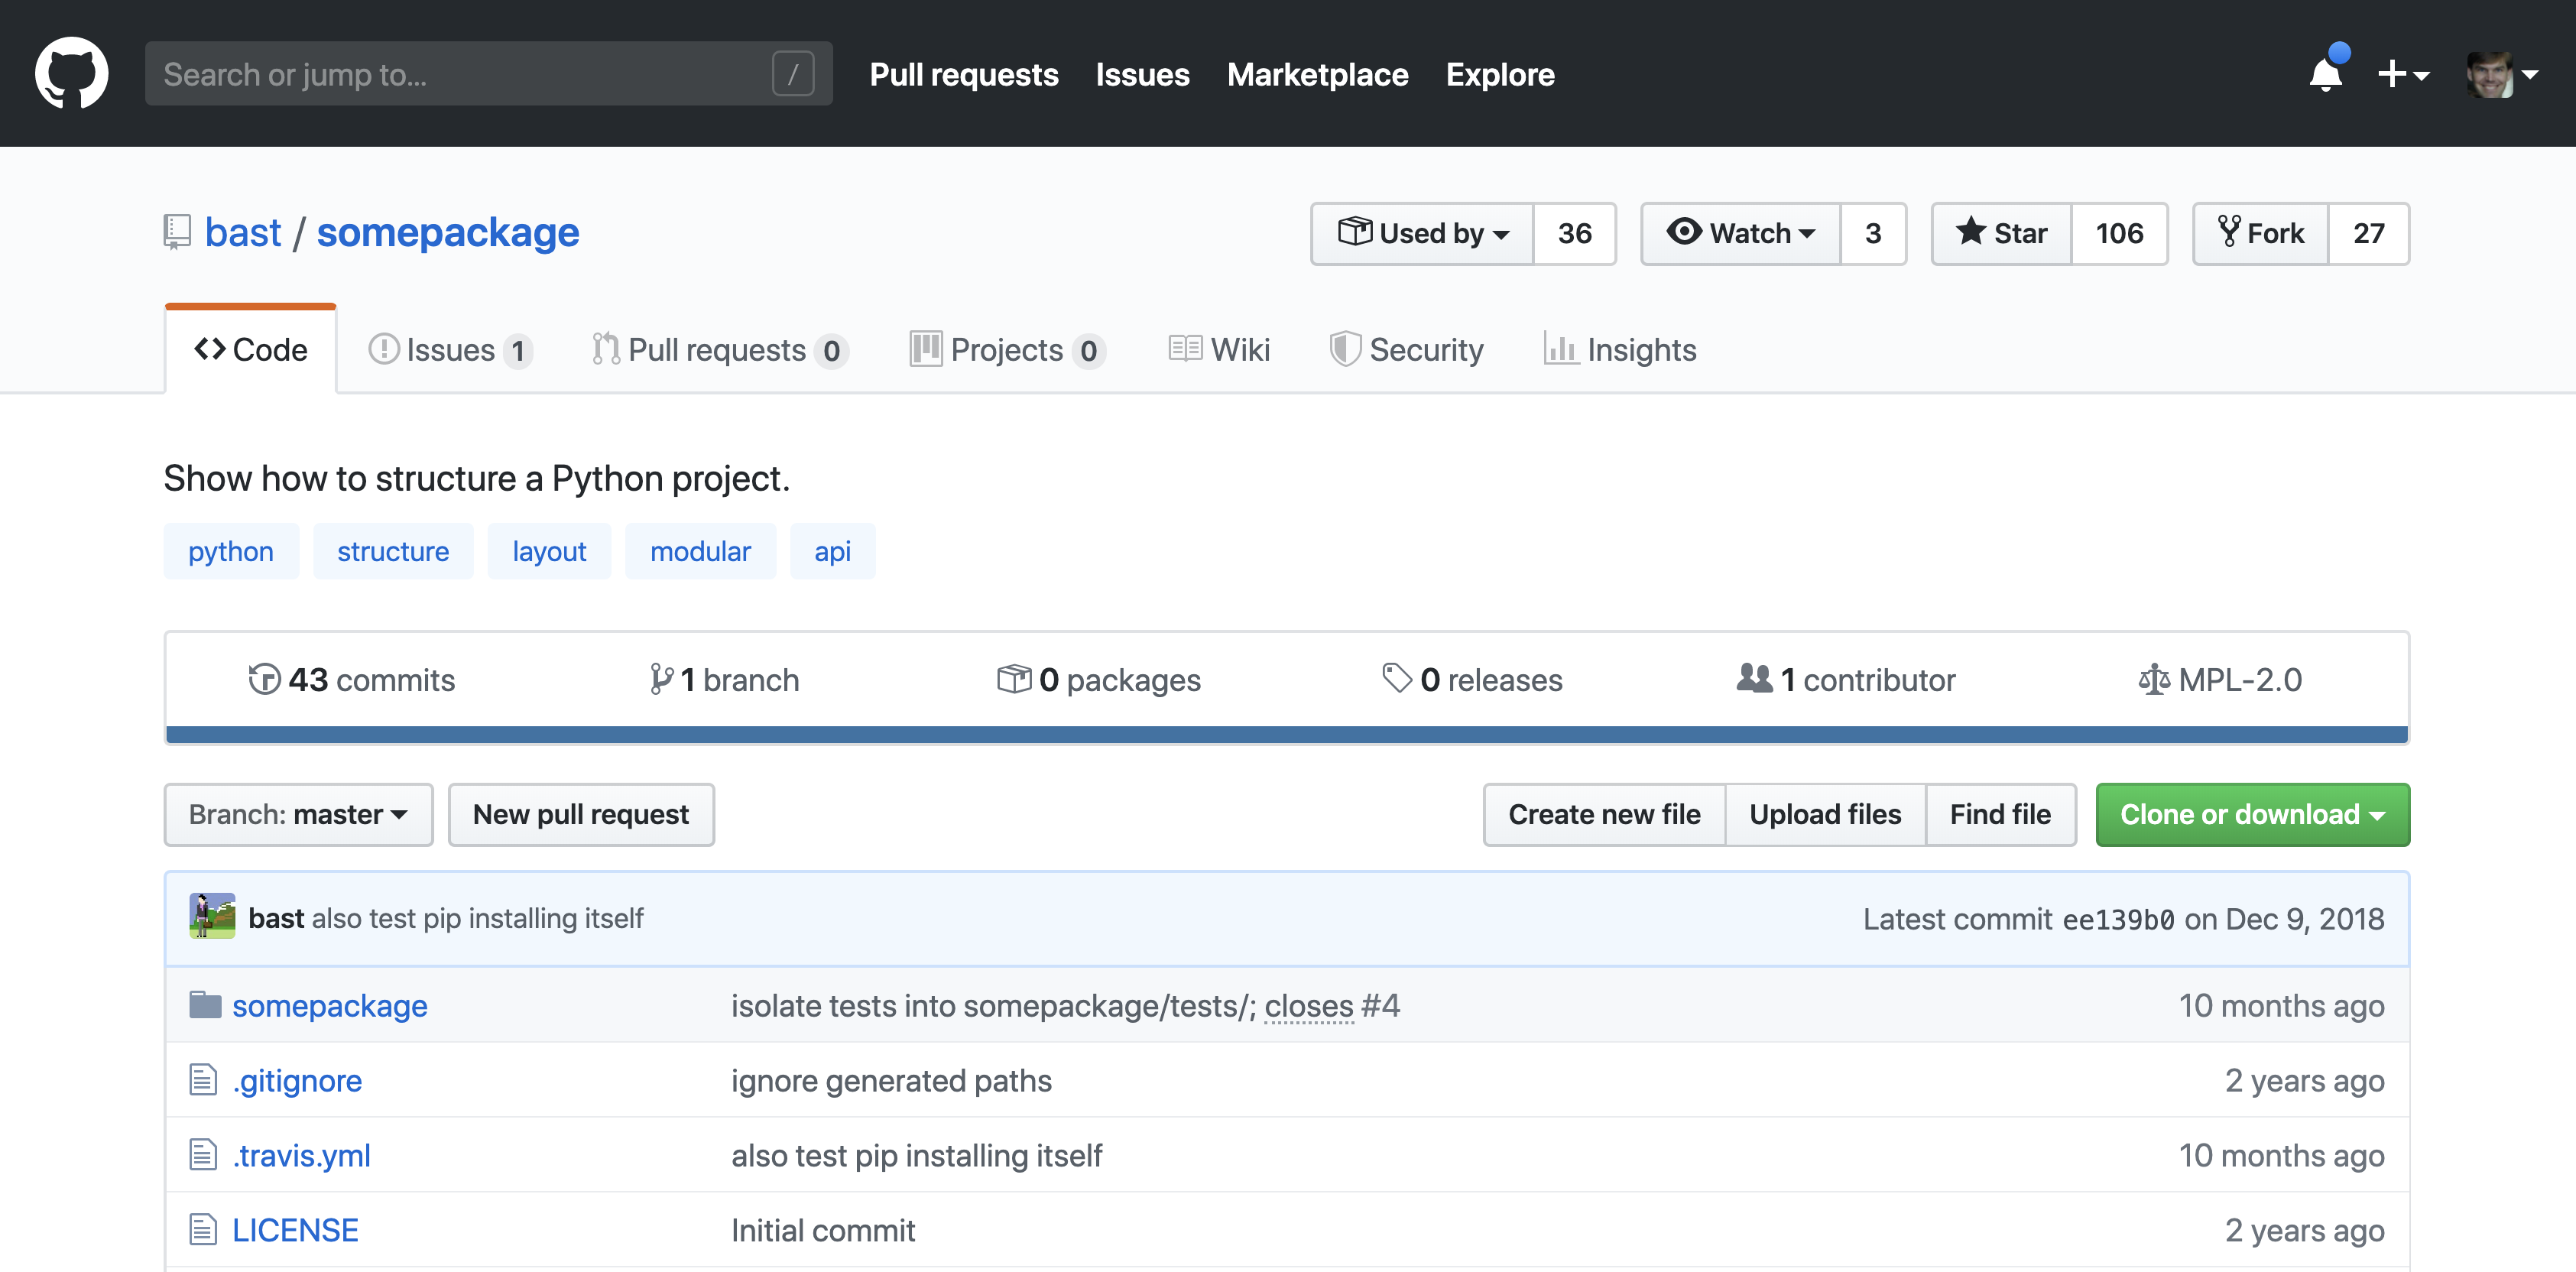 Search or jump to... /
Pull requests Issues Marketplace Explore
bast / somepackage
Used by 36 Watch 3 Star 106 Fork 27
Code Issues 1 Pull requests 0 Projects 0 Wiki Security Insights
Show how to structure a Python project.
python structure layout modular api
43 commits 1 branch 0 packages 0 releases 1 contributor MPL-2.0
Branch: master New pull request Create new file Upload files Find file Clone or download
bast also test pip installing itself Latest commit ee139b0 on Dec 9, 2018
somepackage isolate tests into somepackage/tests/; closes #4 10 months ago
.gitignore ignore generated paths 2 years ago
.travis.yml also test pip installing itself 10 months ago
LICENSE Initial commit 2 years ago